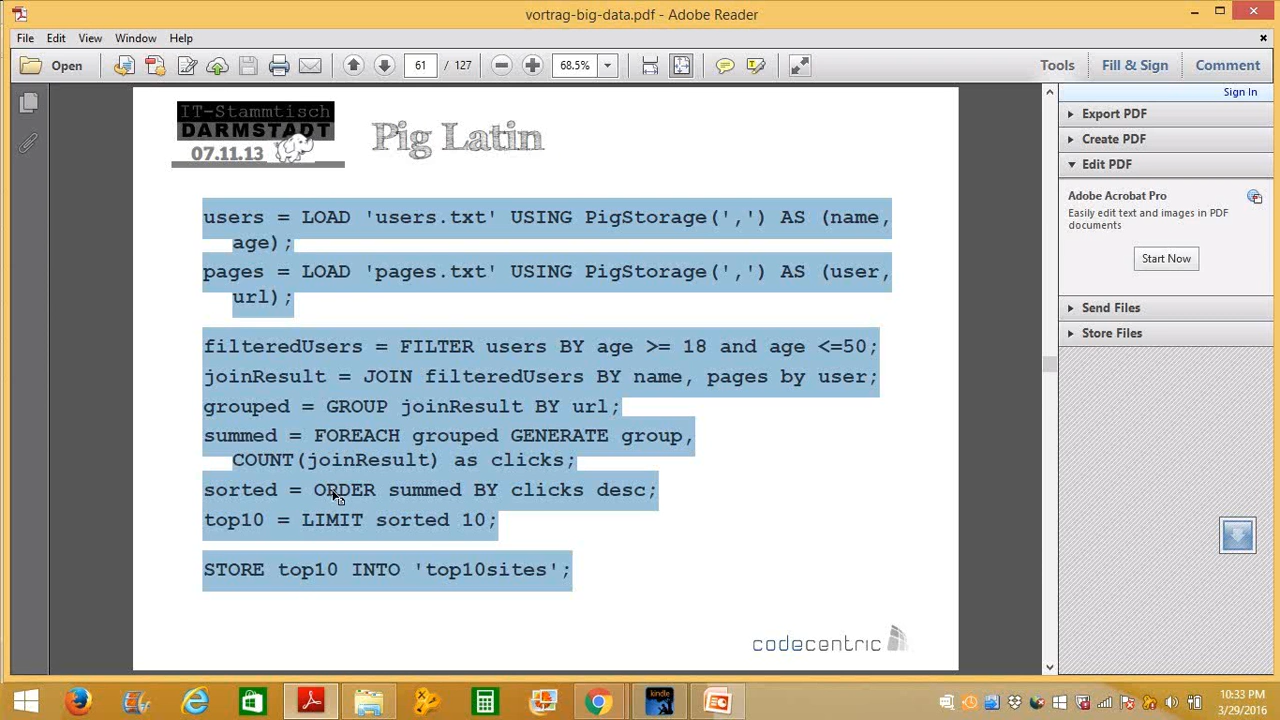 vortrag-big-data.pdf - Adobe Reader
File Edit View Window Help
Open 61 / 127 68.5% Tools Fill & Sign Comment
Sign In
IT-Stammtisch
DARMSTADT
07.11.13
Pig Latin
users = LOAD 'users.txt' USING PigStorage(',') AS (name,
age);
pages = LOAD 'pages.txt' USING PigStorage(',') AS (user,
url);
filteredUsers = FILTER users BY age >= 18 and age <=50;
joinResult = JOIN filteredUsers BY name, pages by user;
grouped = GROUP joinResult BY url;
summed = FOREACH grouped GENERATE group,
COUNT(joinResult) as clicks;
sorted = ORDER summed BY clicks desc;
top10 = LIMIT sorted 10;
STORE top10 INTO 'top10sites';
codecentric
Export PDF
Create PDF
Edit PDF
Adobe Acrobat Pro
Easily edit text and images in PDF
documents
Start Now
Send Files
Store Files
kindle
10:33 PM
3/29/2016